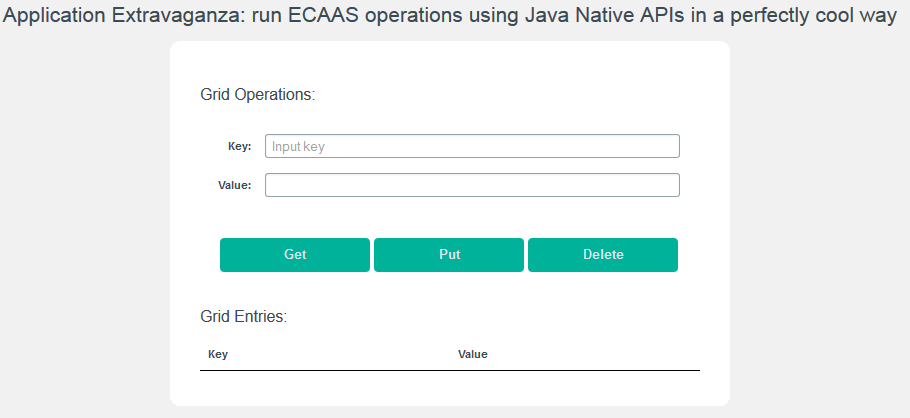 Application Extravaganza: run ECAAS operations using Java Native APIs in a perfectly cool way
Grid Operations:
Key: Input key
Value:
Get Put Delete
Grid Entries:
Key Value